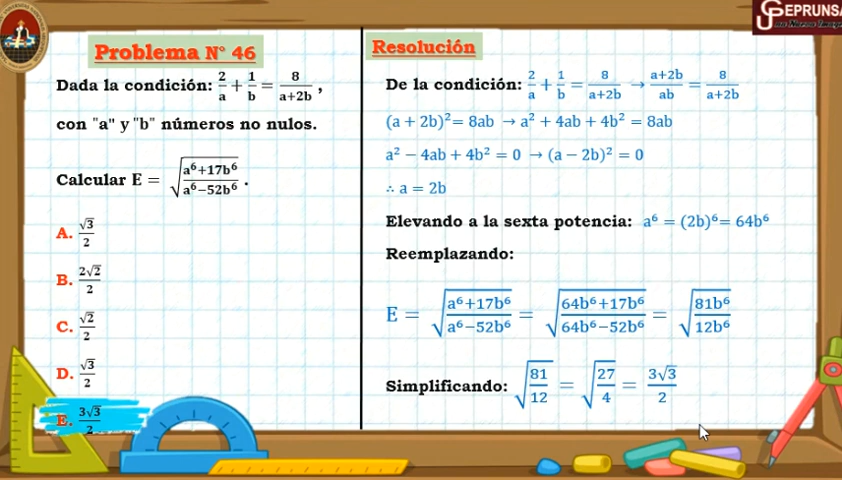 Problema N° 46
Dada la condición: 2/a + 1/b = 8/(a+2b) ,
con "a" y "b" números no nulos.
Calcular E = √((a⁶+17b⁶)/(a⁶−52b⁶)) .
A. √3/2
B. 2√2/2
C. √2/2
D. √3/2
E. 3√3/2
Resolución
De la condición: 2/a + 1/b = 8/(a+2b) → (a+2b)/ab = 8/(a+2b)
(a + 2b)²= 8ab → a² + 4ab + 4b² = 8ab
a² − 4ab + 4b² = 0 → (a − 2b)² = 0
∴ a = 2b
Elevando a la sexta potencia: a⁶ = (2b)⁶= 64b⁶
Reemplazando:
E = √((a⁶+17b⁶)/(a⁶−52b⁶)) = √((64b⁶+17b⁶)/(64b⁶−52b⁶)) = √(81b⁶/12b⁶)
Simplificando: √(81/12) = √(27/4) = 3√3/2